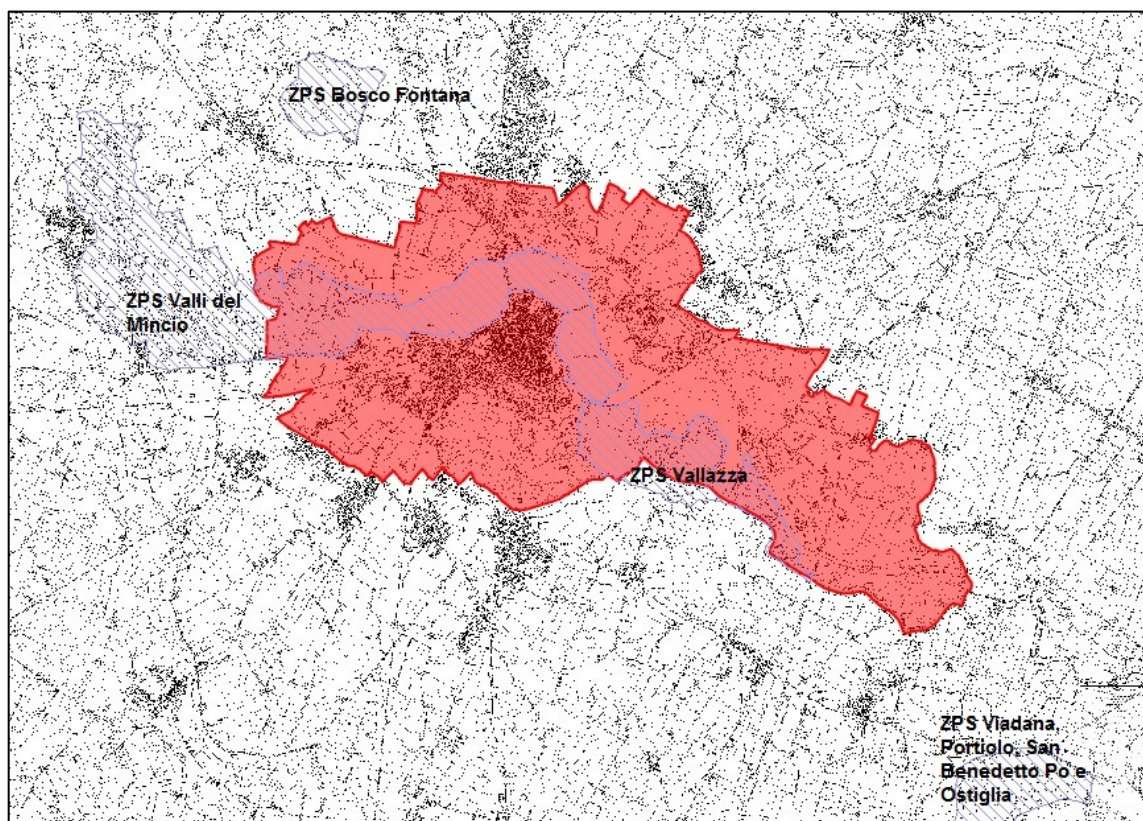 ZPS Bosco Fontana
ZPS Valli del
Mincio
ZPS Vallazza
ZPS Viadana,
Portiolo, San
Benedetto Po e
Ostiglia